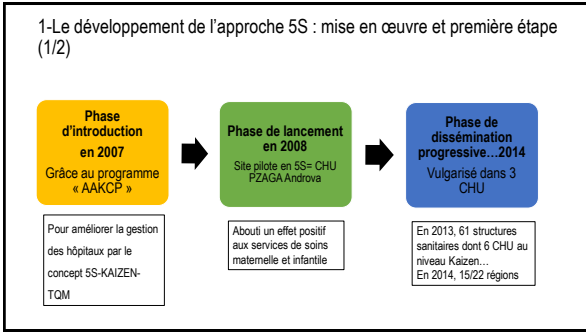 1-Le développement de l'approche 5S : mise en œuvre et première étape
(1/2)
Phase
d'introduction
en 2007
Grâce au programme
« AAKCP »
Phase de lancement
en 2008
Site pilote en 5S= CHU
PZAGA Androva
Phase de
dissémination
progressive…2014
Vulgarisé dans 3
CHU
Pour améliorer la gestion
des hôpitaux par le
concept 5S-KAIZEN-
TQM
Abouti un effet positif
aux services de soins
maternelle et infantile
En 2013, 61 structures
sanitaires dont 6 CHU au
niveau Kaizen…
En 2014, 15/22 régions